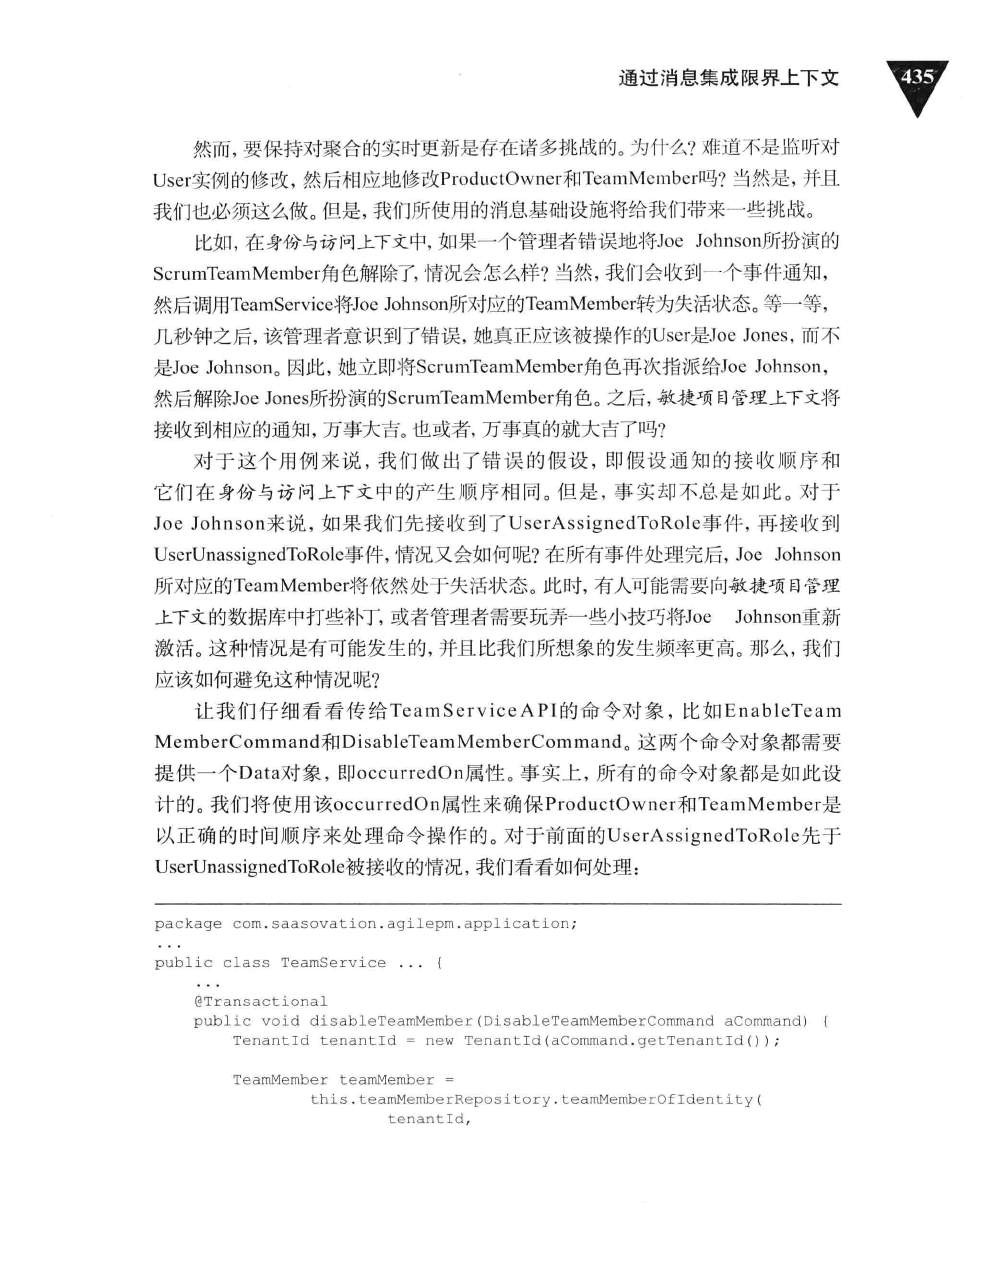 通过消息集成限界上下文
435
然而，要保持对聚合的实时更新是存在诸多挑战的。为什么？难道不是监听对
User实例的修改，然后相应地修改ProductOwner和TeamMember吗？当然是，并且
我们也必须这么做。但是，我们所使用的消息基础设施将给我们带来一些挑战。
比如，在身份与访问上下文中，如果一个管理者错误地将Joe Johnson所扮演的
ScrumTeamMember角色解除了，情况会怎么样？当然，我们会收到一个事件通知，
然后调用TeamService将Joe Johnson所对应的TeamMember转为失活状态。等一等，
几秒钟之后，该管理者意识到了错误，她真正应该被操作的User是Joe Jones，而不
是Joe Johnson。因此，她立即将ScrumTeamMember角色再次指派给Joe Johnson，
然后解除Joe Jones所扮演的ScrumTeamMember角色。之后，敏捷项目管理上下文将
接收到相应的通知，万事大吉。也或者，万事真的就大吉了吗？
对于这个用例来说，我们做出了错误的假设，即假设通知的接收顺序和
它们在身份与访问上下文中的产生顺序相同。但是，事实却不总是如此。对于
Joe Johnson来说，如果我们先接收到了UserAssignedToRole事件，再接收到
UserUnassignedToRole事件，情况又会如何呢？在所有事件处理完后，Joe Johnson
所对应的TeamMember将依然处于失活状态。此时，有人可能需要向敏捷项目管理
上下文的数据库中打些补丁，或者管理者需要玩弄一些小技巧将Joe Johnson重新
激活。这种情况是有可能发生的，并且比我们所想象的发生频率更高。那么，我们
应该如何避免这种情况呢？
让我们仔细看看传给TeamServiceAPI的命令对象，比如EnableTeam
MemberCommand和DisableTeamMemberCommand。这两个命令对象都需要
提供一个Data对象，即occurredOn属性。事实上，所有的命令对象都是如此设
计的。我们将使用该occurredOn属性来确保ProductOwner和TeamMember是
以正确的时间顺序来处理命令操作的。对于前面的UserAssignedToRole先于
UserUnassignedToRole被接收的情况，我们看看如何处理：
package com.saasovation.agilepm.application;
...
public class TeamService ... {
...
@Transactional
public void disableTeamMember(DisableTeamMemberCommand aCommand) {
TenantId tenantId = new TenantId(aCommand.getTenantId());
TeamMember teamMember =
this.teamMemberRepository.teamMemberOfIdentity(
tenantId,